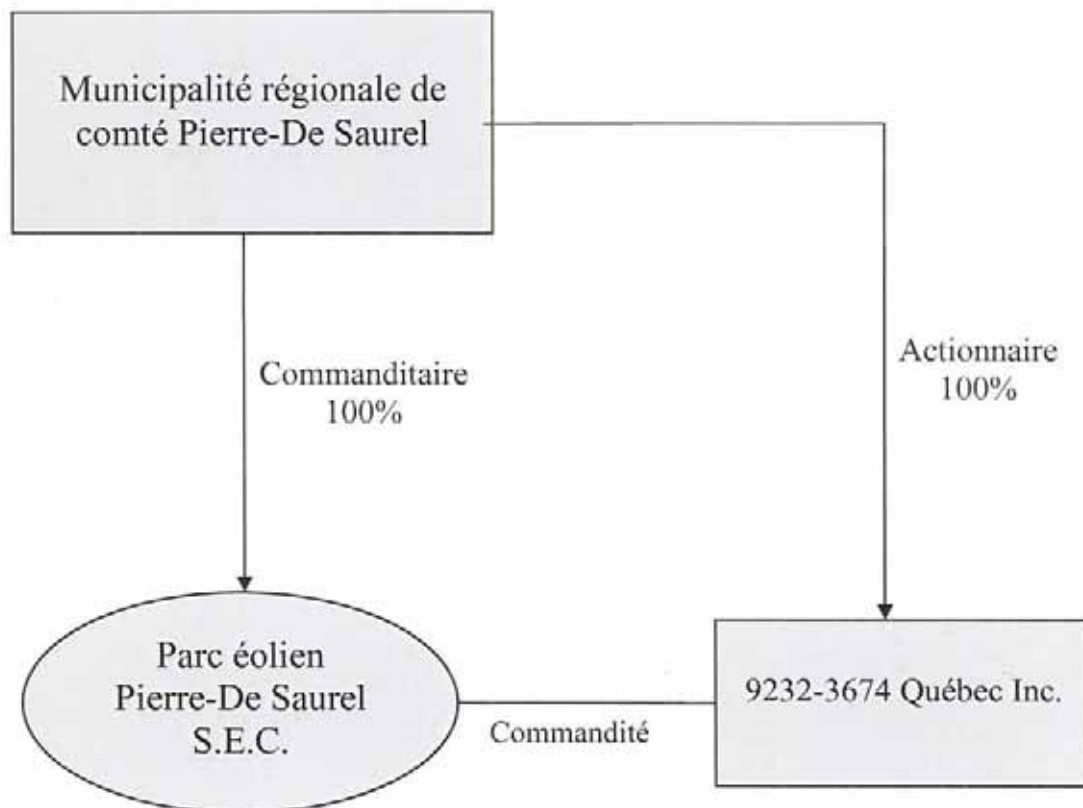 Municipalité régionale de
comté Pierre-De Saurel
Commanditaire
100%
Actionnaire
100%
Parc éolien
Pierre-De Saurel
S.E.C.
Commandité
9232-3674 Québec Inc.